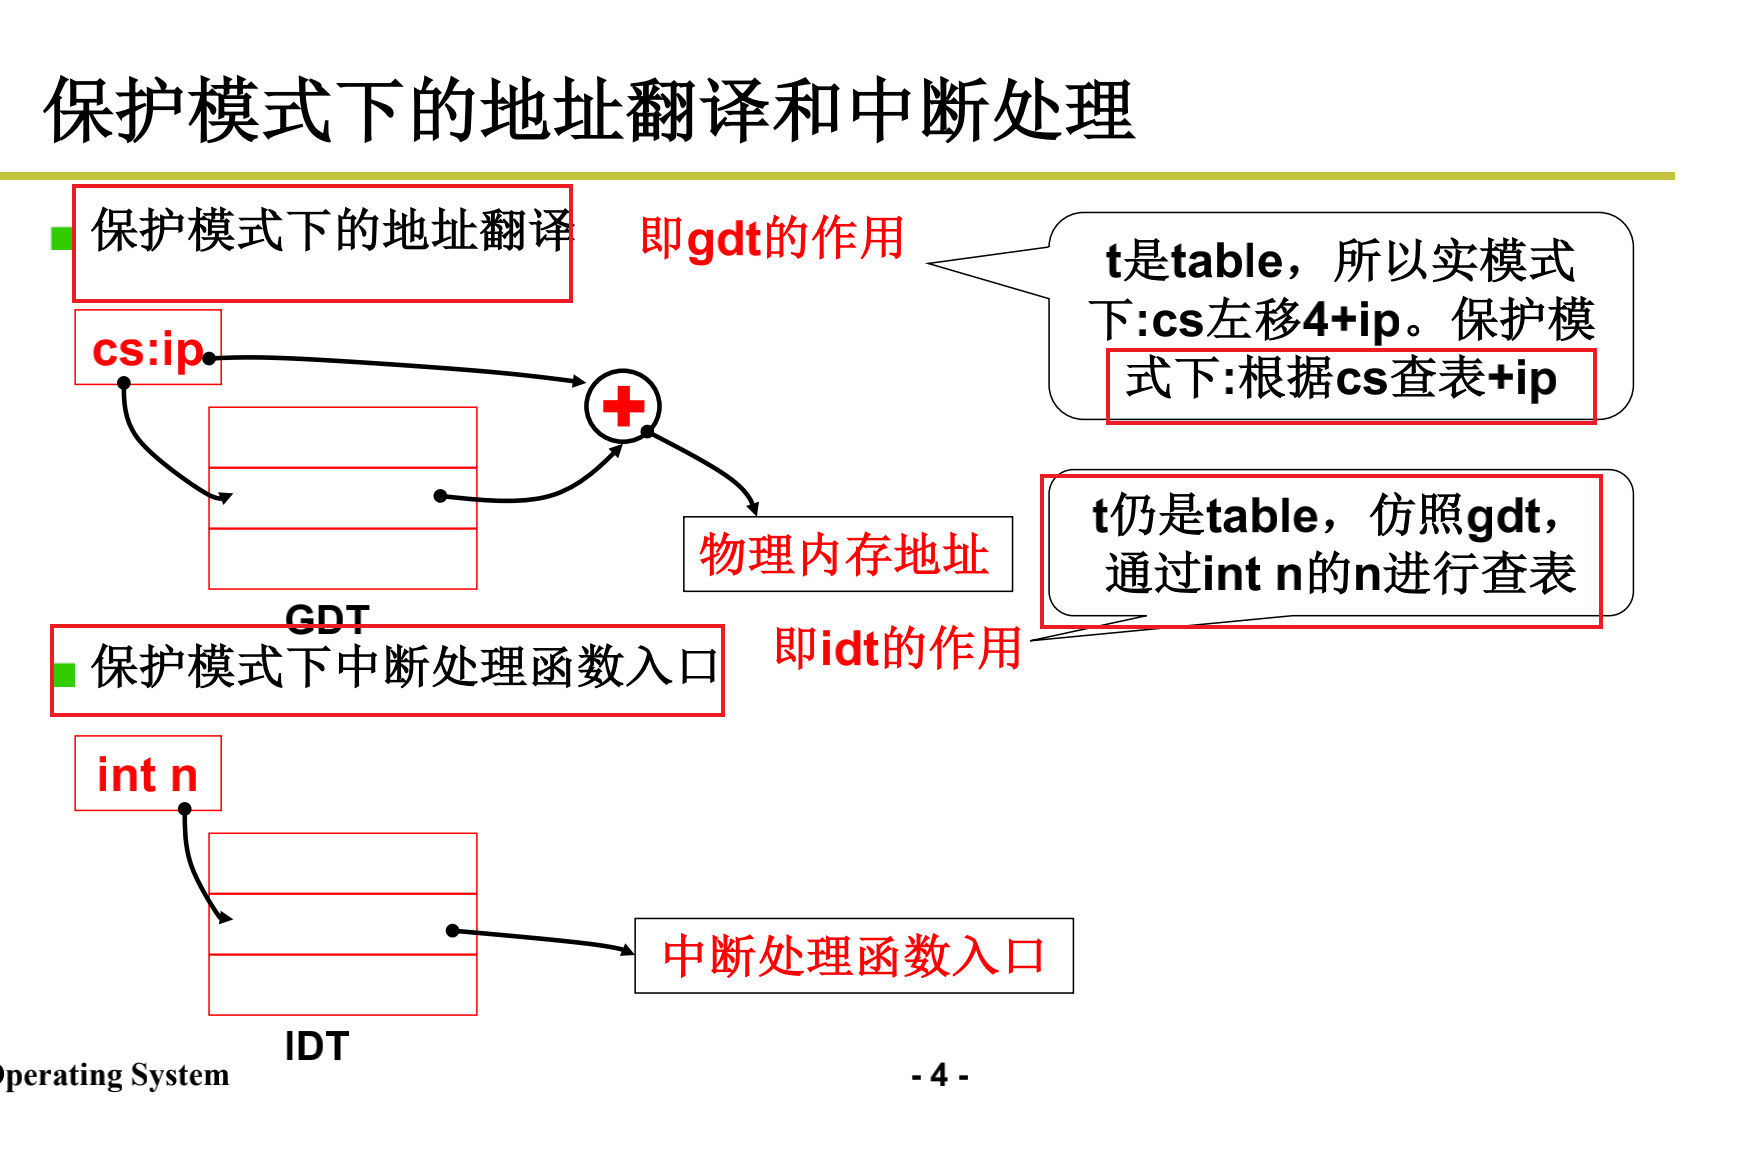 保护模式下的地址翻译和中断处理
保护模式下的地址翻译
即gdt的作用
t是table，所以实模式
下:cs左移4+ip。保护模
式下:根据cs查表+ip
cs:ip
物理内存地址
GDT
t仍是table，仿照gdt，
通过int n的n进行查表
即idt的作用
保护模式下中断处理函数入口
int n
中断处理函数入口
IDT
perating System
- 4 -